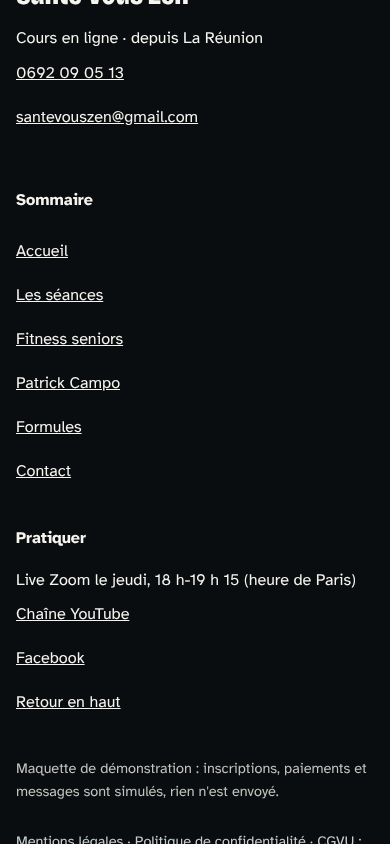 Santé Vous Zen
Cours en ligne · depuis La Réunion
0692 09 05 13
santevouszen@gmail.com
Sommaire
Accueil
Les séances
Fitness seniors
Patrick Campo
Formules
Contact
Pratiquer
Live Zoom le jeudi, 18 h-19 h 15 (heure de Paris)
Chaîne YouTube
Facebook
Retour en haut
Maquette de démonstration : inscriptions, paiements et
messages sont simulés, rien n'est envoyé.
Mentions légales · Politique de confidentialité · CGVU :